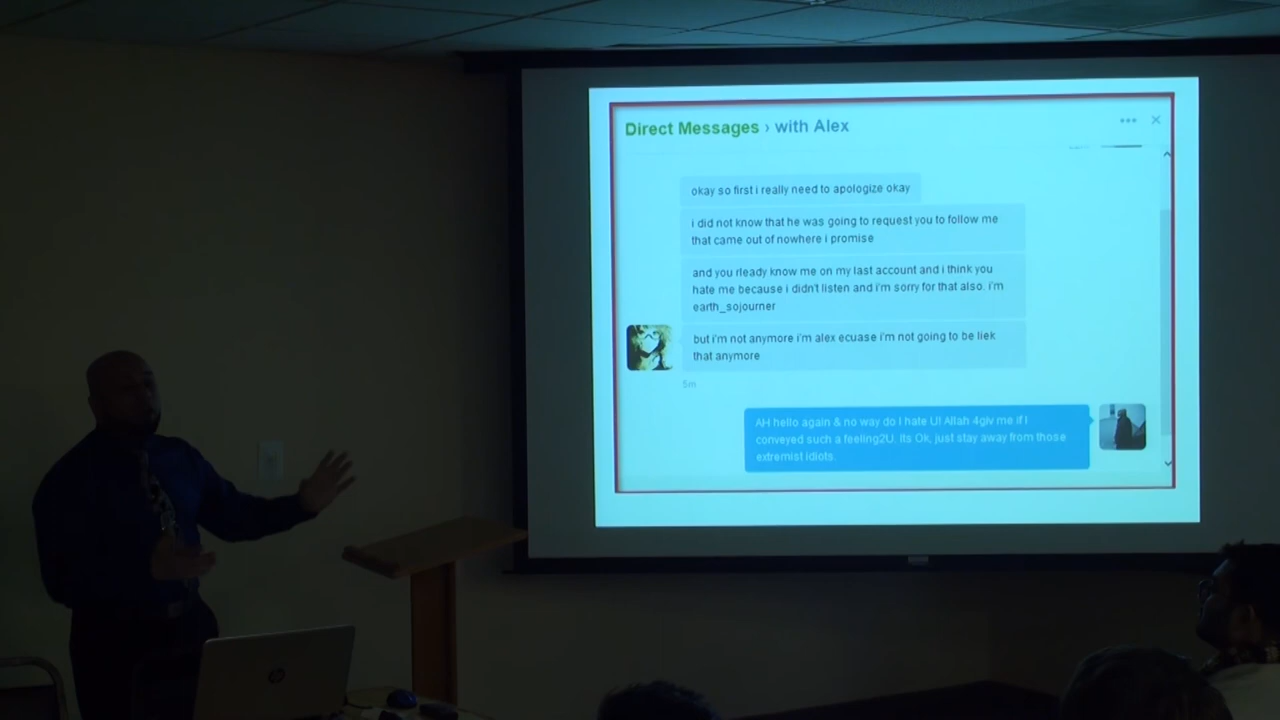 Direct Messages › with Alex
okay so first i really need to apologize okay
i did not know that he was going to request you to follow me
that came out of nowhere i promise
and you rleady know me on my last account and i think you
hate me because i didn't listen and i'm sorry for that also. i'm
earth_sojourner
but i'm not anymore i'm alex ecuase i'm not going to be liek
that anymore
5m
AH hello again & no way do I hate U! Allah 4giv me if I
conveyed such a feeling2U. Its Ok, just stay away from those
extremist idiots.
hp